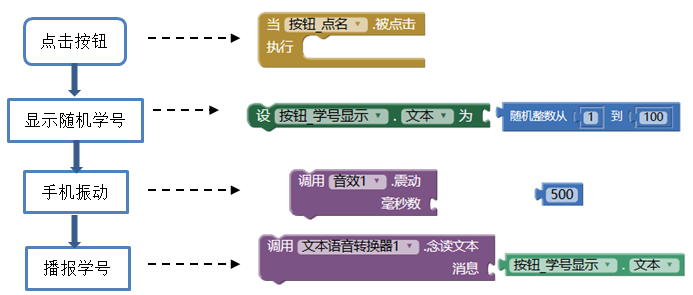 点击按钮
当 按钮_点名 .被点击
执行
显示随机学号
设 按钮_学号显示 . 文本 为 随机整数从 1 到 100
手机振动
调用 音效1 .震动
毫秒数 500
播报学号
调用 文本语音转换器1 .念读文本
消息 按钮_学号显示 . 文本